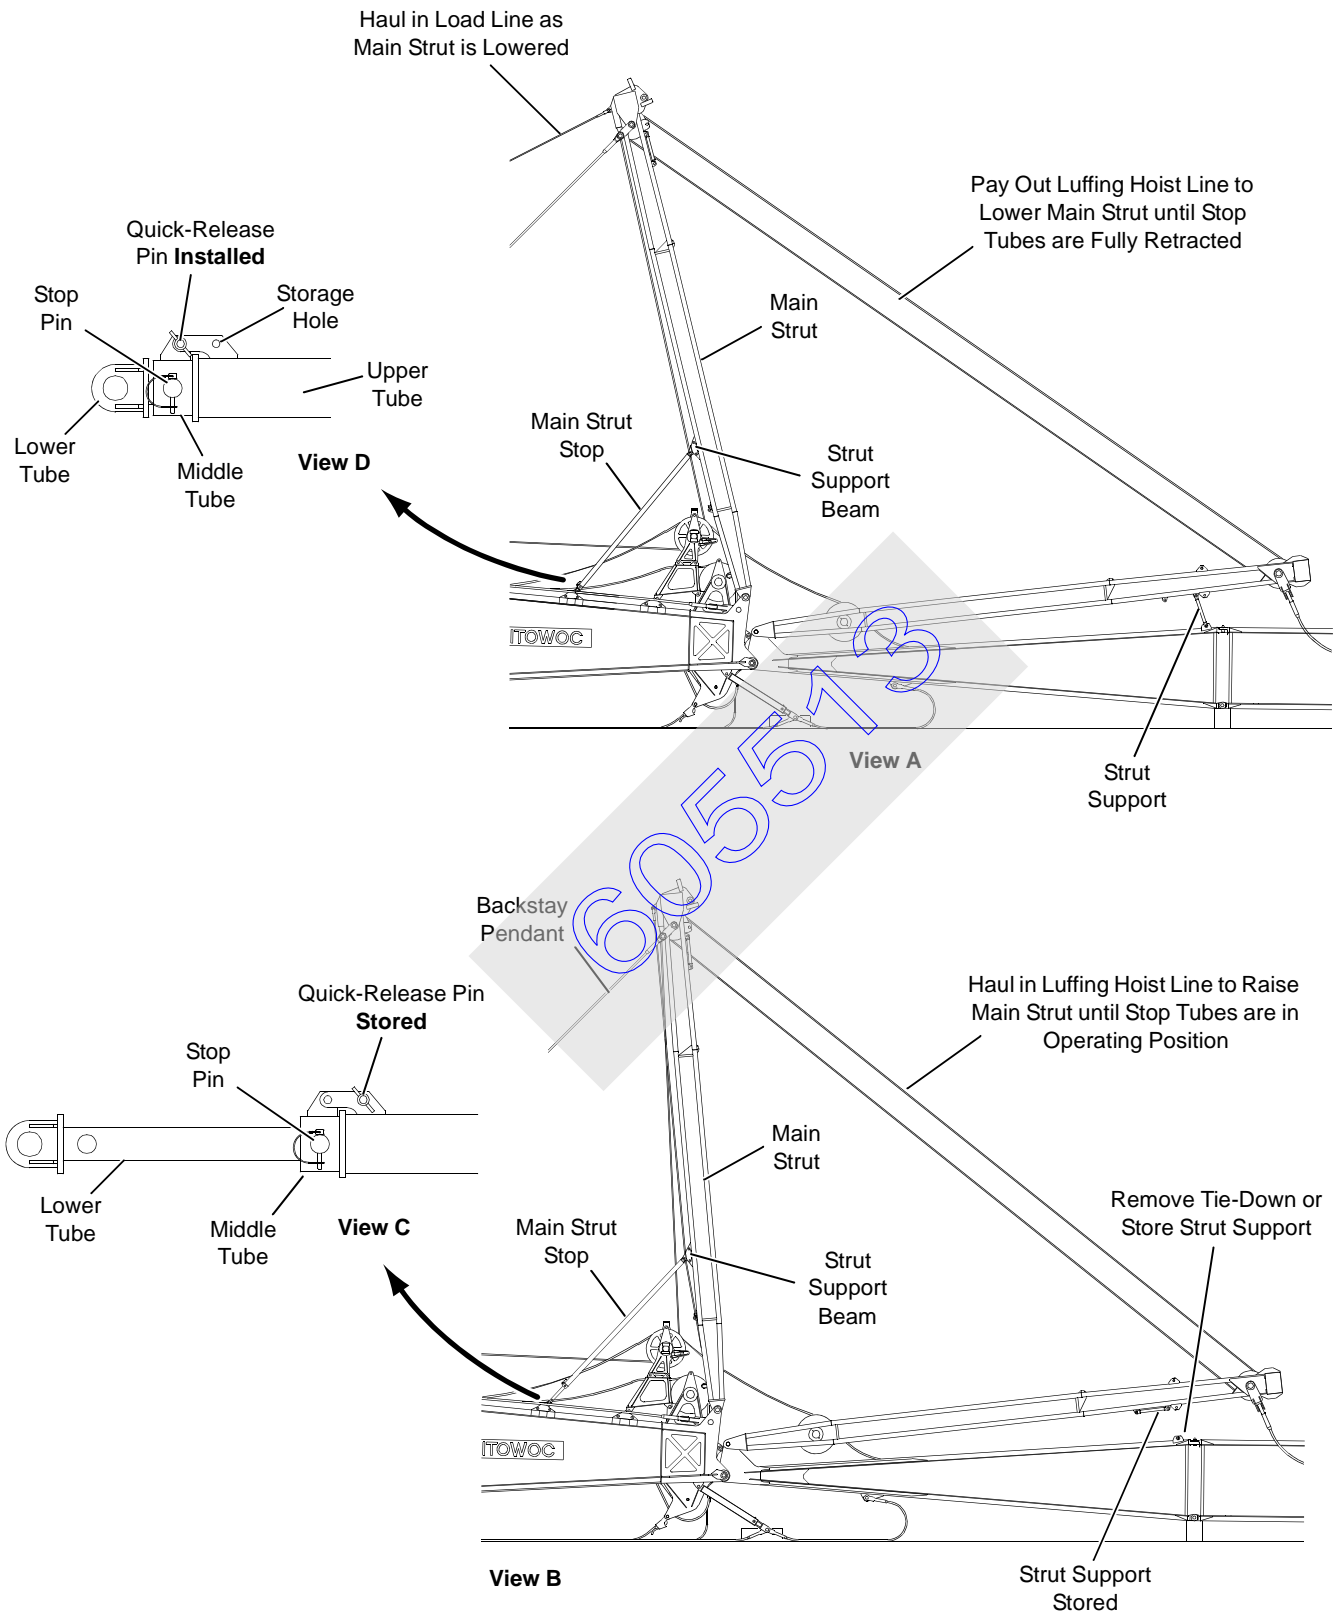 Haul in Load Line as
Main Strut is Lowered
Pay Out Luffing Hoist Line to
Lower Main Strut until Stop
Tubes are Fully Retracted
Quick-Release
Pin Installed
Stop
Pin
Storage
Hole
Main
Strut
Upper
Tube
Lower
Tube
Middle
Tube
View D
Main Strut
Stop
Strut
Support
Beam
ITOWOC
View A
Strut
Support
605513
Backstay
Pendant
Quick-Release Pin
Stored
Haul in Luffing Hoist Line to Raise
Main Strut until Stop Tubes are in
Operating Position
Stop
Pin
Main
Strut
Lower
Tube
Middle
Tube
View C
Main Strut
Stop
Strut
Support
Beam
Remove Tie-Down or
Store Strut Support
ITOWOC
View B
Strut Support
Stored